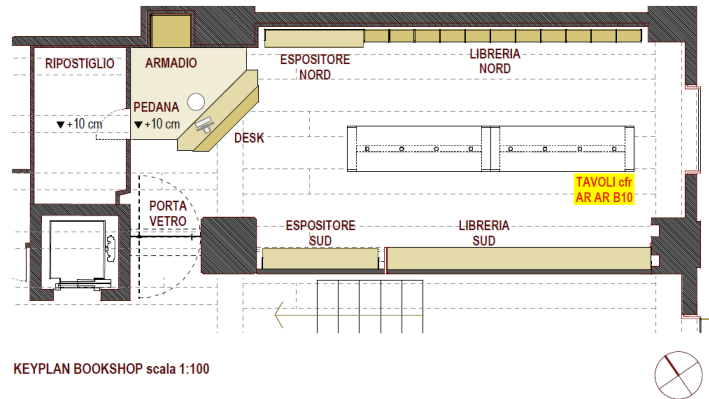 RIPOSTIGLIO
ARMADIO
ESPOSITORE
NORD
LIBRERIA
NORD
PEDANA
▼+10 cm
▼+10 cm
DESK
TAVOLI cfr
AR AR B10
PORTA
VETRO
ESPOSITORE
SUD
LIBRERIA
SUD
KEYPLAN BOOKSHOP scala 1:100